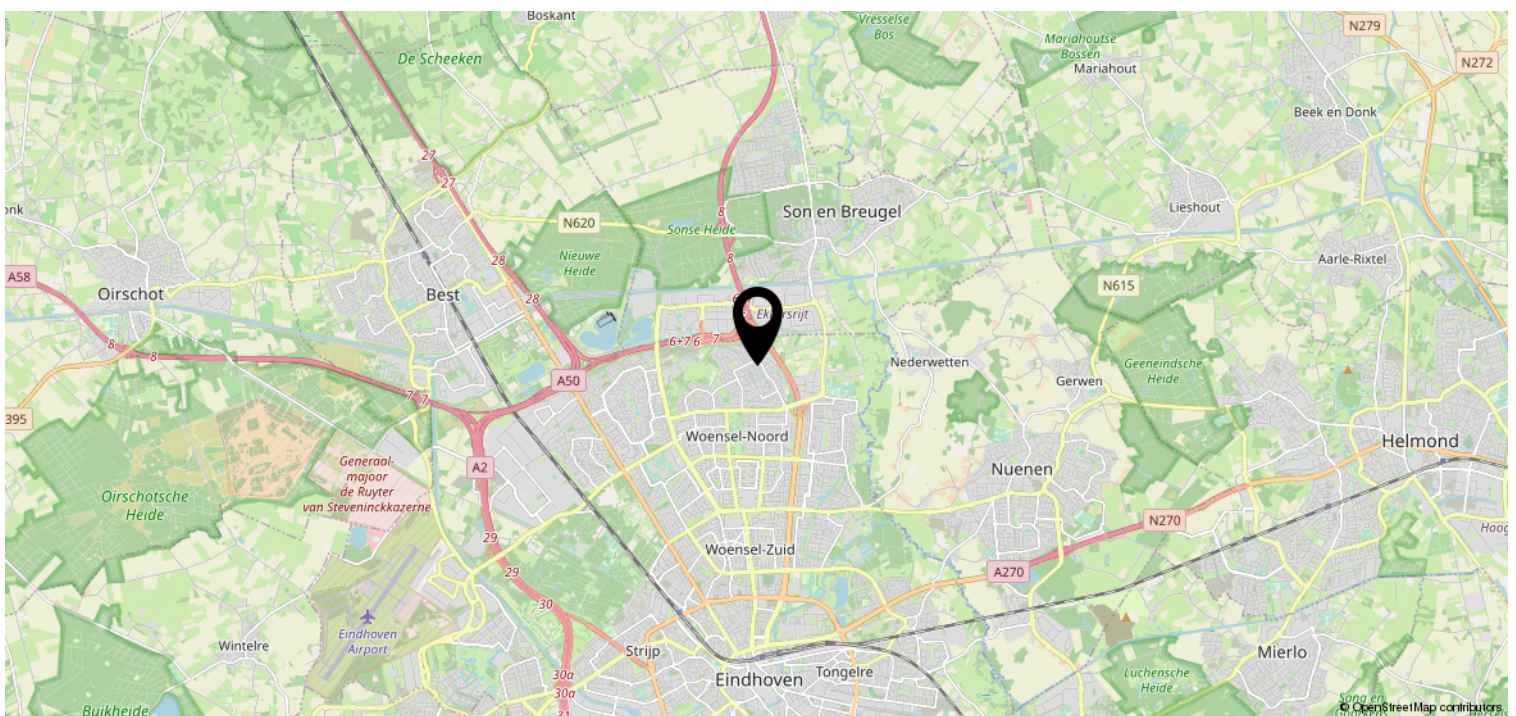 Boskant
Vresselse
Bos
N279
De Scheeken
Mariahoutse
Bossen
Mariahout
N272
Beek en Donk
27
27
onk
N620
8
Son en Breugel
Lieshout
Sonse Heide
Nieuwe
Heide
28
8
Aarle-Rixtel
A58
Oirschot
Best
28
N615
8
8
6+7 6
7
Nederwetten
Geeneindsche
Heide
A50
Gerwen
7
7
395
Woensel-Noord
Helmond
Generaal-
majoor
de Ruyter
van Steveninckkazerne
A2
Nuenen
Oirschotsche
Heide
N270
Hoog
29
Woensel-Zuid
29
A270
30
Eindhoven
Airport
Wintelre
Strijp
Mierlo
30a
Tongelre
Luchensche
Heide
Eindhoven
30a
Buikheide
31
© OpenStreetMap contributors